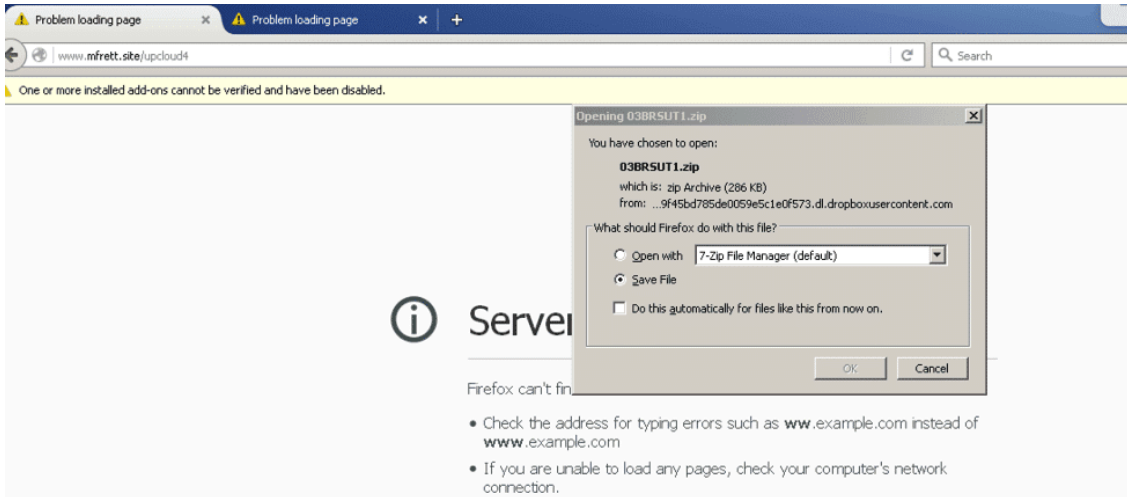 Problem loading page
Problem loading page
www.mfrett.site/upcloud4
Search
One or more installed add-ons cannot be verified and have been disabled.
Opening 03BRSUT1.zip
You have chosen to open:
03BRSUT1.zip
which is: zip Archive (286 KB)
from: ...9f45bd785de0059e5c1e0f573.dl.dropboxusercontent.com
What should Firefox do with this file?
Open with 7-Zip File Manager (default)
Save File
Do this automatically for files like this from now on.
OK Cancel
Server
Firefox can't fin
• Check the address for typing errors such as ww.example.com instead of
www.example.com
• If you are unable to load any pages, check your computer's network
connection.